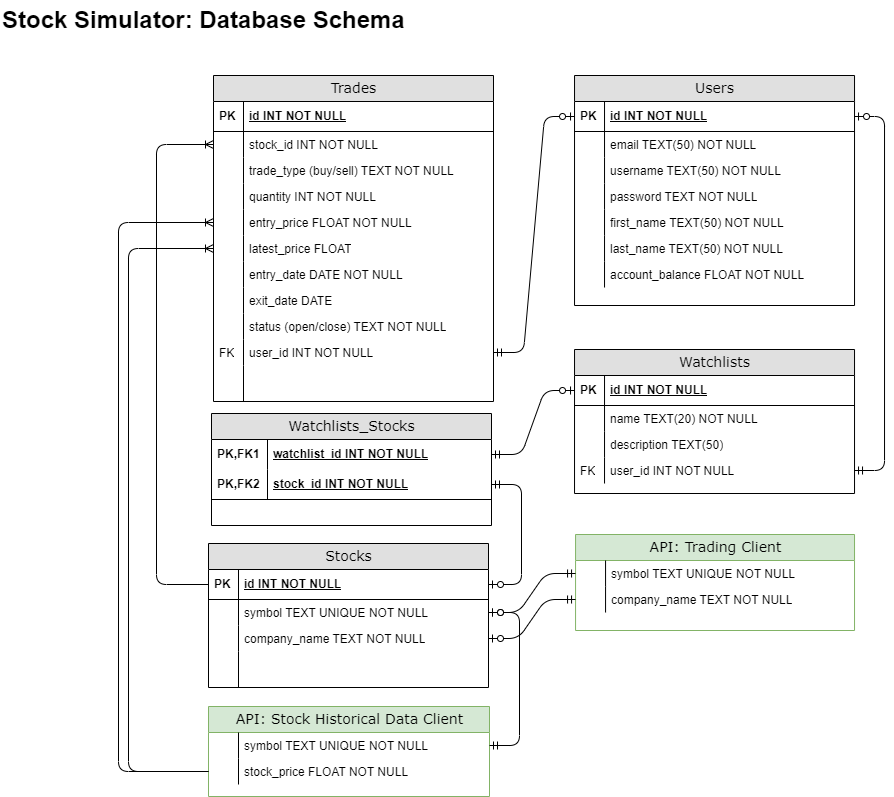 Stock Simulator: Database Schema
Trades
PK id INT NOT NULL
stock_id INT NOT NULL
trade_type (buy/sell) TEXT NOT NULL
quantity INT NOT NULL
entry_price FLOAT NOT NULL
latest_price FLOAT
entry_date DATE NOT NULL
exit_date DATE
status (open/close) TEXT NOT NULL
FK user_id INT NOT NULL
Users
PK id INT NOT NULL
email TEXT(50) NOT NULL
username TEXT(50) NOT NULL
password TEXT NOT NULL
first_name TEXT(50) NOT NULL
last_name TEXT(50) NOT NULL
account_balance FLOAT NOT NULL
Watchlists
PK id INT NOT NULL
name TEXT(20) NOT NULL
description TEXT(50)
FK user_id INT NOT NULL
Watchlists_Stocks
PK,FK1 watchlist_id INT NOT NULL
PK,FK2 stock_id INT NOT NULL
Stocks
PK id INT NOT NULL
symbol TEXT UNIQUE NOT NULL
company_name TEXT NOT NULL
API: Trading Client
symbol TEXT UNIQUE NOT NULL
company_name TEXT NOT NULL
API: Stock Historical Data Client
symbol TEXT UNIQUE NOT NULL
stock_price FLOAT NOT NULL